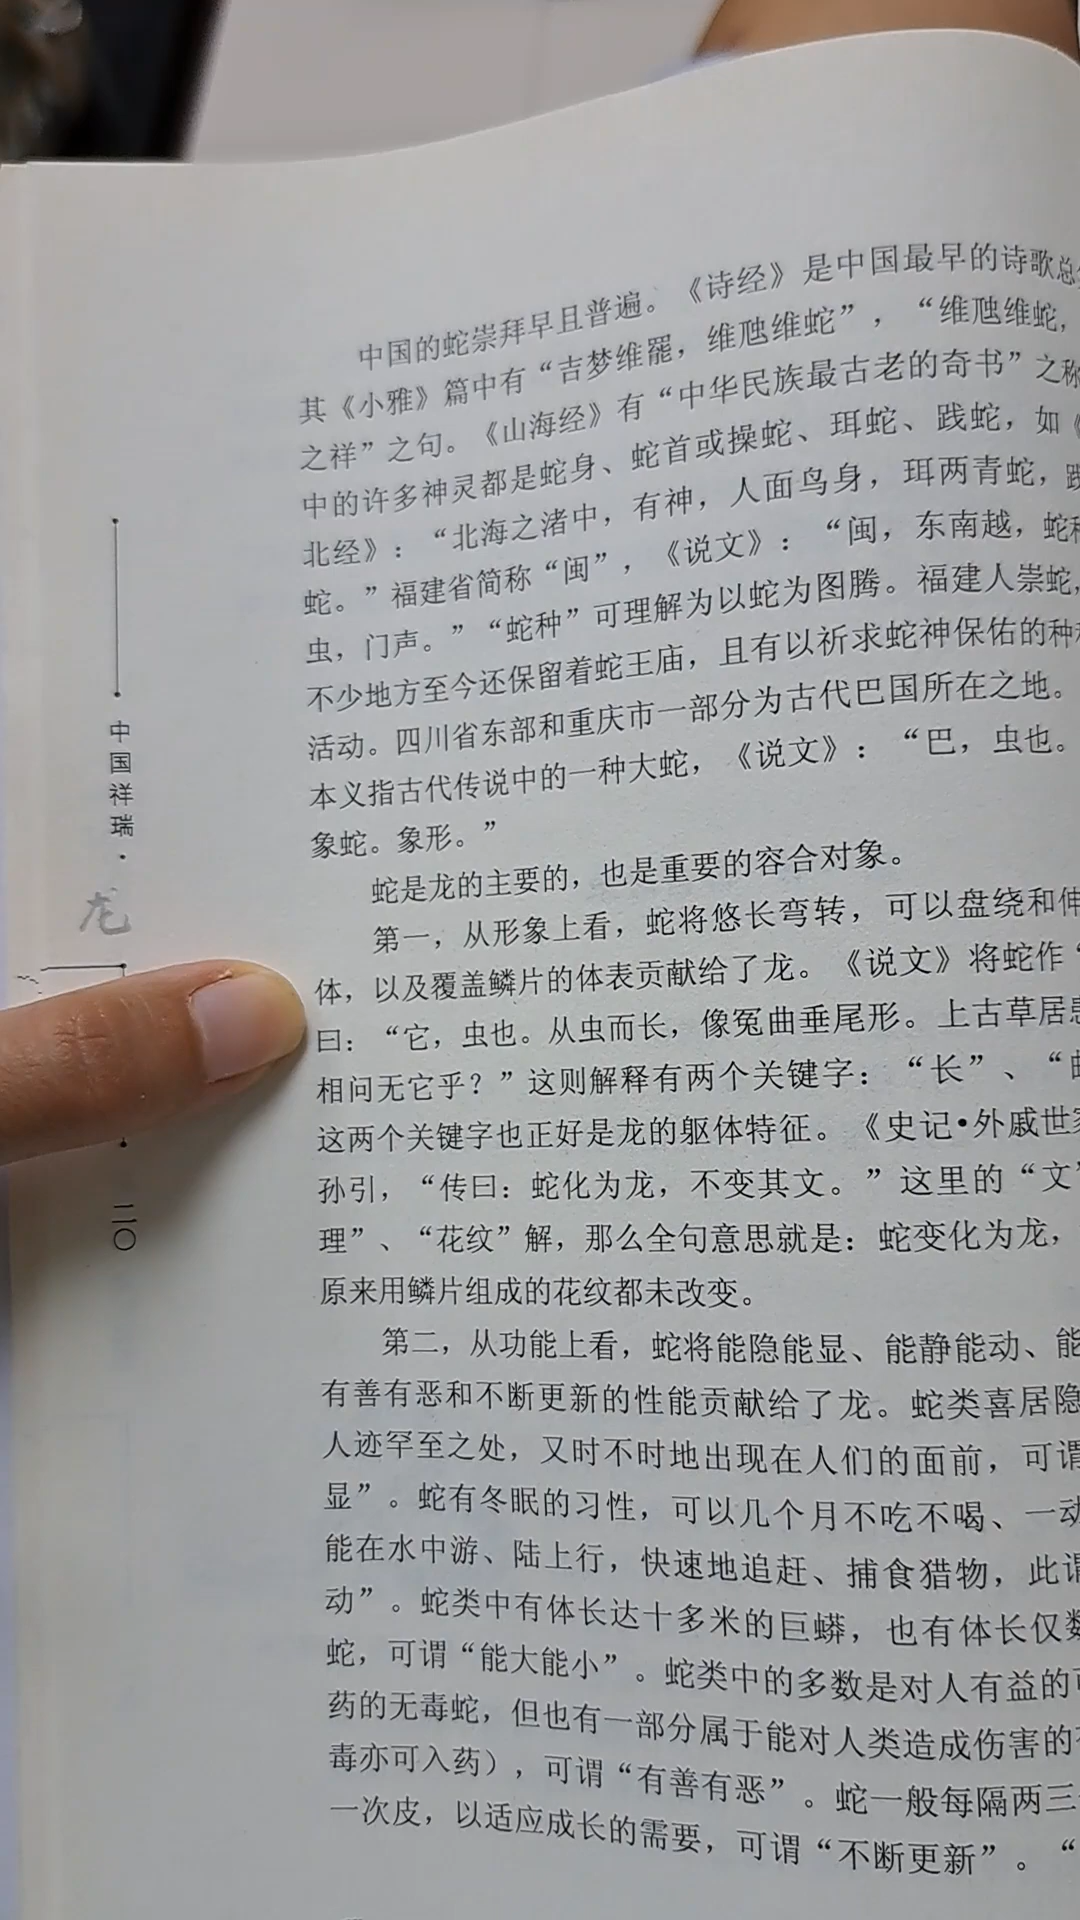 中国的蛇崇拜早且普遍。《诗经》是中国最早的诗歌总
其《小雅》篇中有“吉梦维罴，维虺维蛇”，“维虺维蛇，
之祥”之句。《山海经》有“中华民族最古老的奇书”之称
中的许多神灵都是蛇身、蛇首或操蛇、珥蛇、践蛇，如《
北经》：“北海之渚中，有神，人面鸟身，珥两青蛇，践
蛇。”福建省简称“闽”，《说文》：“闽，东南越，蛇种
虫，门声。”“蛇种”可理解为以蛇为图腾。福建人崇蛇，
不少地方至今还保留着蛇王庙，且有以祈求蛇神保佑的种
活动。四川省东部和重庆市一部分为古代巴国所在之地。
本义指古代传说中的一种大蛇，《说文》：“巴，虫也。
象蛇。象形。”
蛇是龙的主要的，也是重要的容合对象。
第一，从形象上看，蛇将悠长弯转，可以盘绕和伸
体，以及覆盖鳞片的体表贡献给了龙。《说文》将蛇作“
曰：“它，虫也。从虫而长，像冤曲垂尾形。上古草居患
相问无它乎？”这则解释有两个关键字：“长”、“
这两个关键字也正好是龙的躯体特征。《史记•外戚世家
孙引，“传曰：蛇化为龙，不变其文。”这里的“文”
理”、“花纹”解，那么全句意思就是：蛇变化为龙，
原来用鳞片组成的花纹都未改变。
第二，从功能上看，蛇将能隐能显、能静能动、能
有善有恶和不断更新的性能贡献给了龙。蛇类喜居隐
人迹罕至之处，又时不时地出现在人们的面前，可谓
显”。蛇有冬眠的习性，可以几个月不吃不喝、一动
能在水中游、陆上行，快速地追赶、捕食猎物，此谓
动”。蛇类中有体长达十多米的巨蟒，也有体长仅数
蛇，可谓“能大能小”。蛇类中的多数是对人有益的可
药的无毒蛇，但也有一部分属于能对人类造成伤害的有
毒亦可入药），可谓“有善有恶”。蛇一般每隔两三
一次皮，以适应成长的需要，可谓“不断更新”。“
中国祥瑞·
龙
二〇